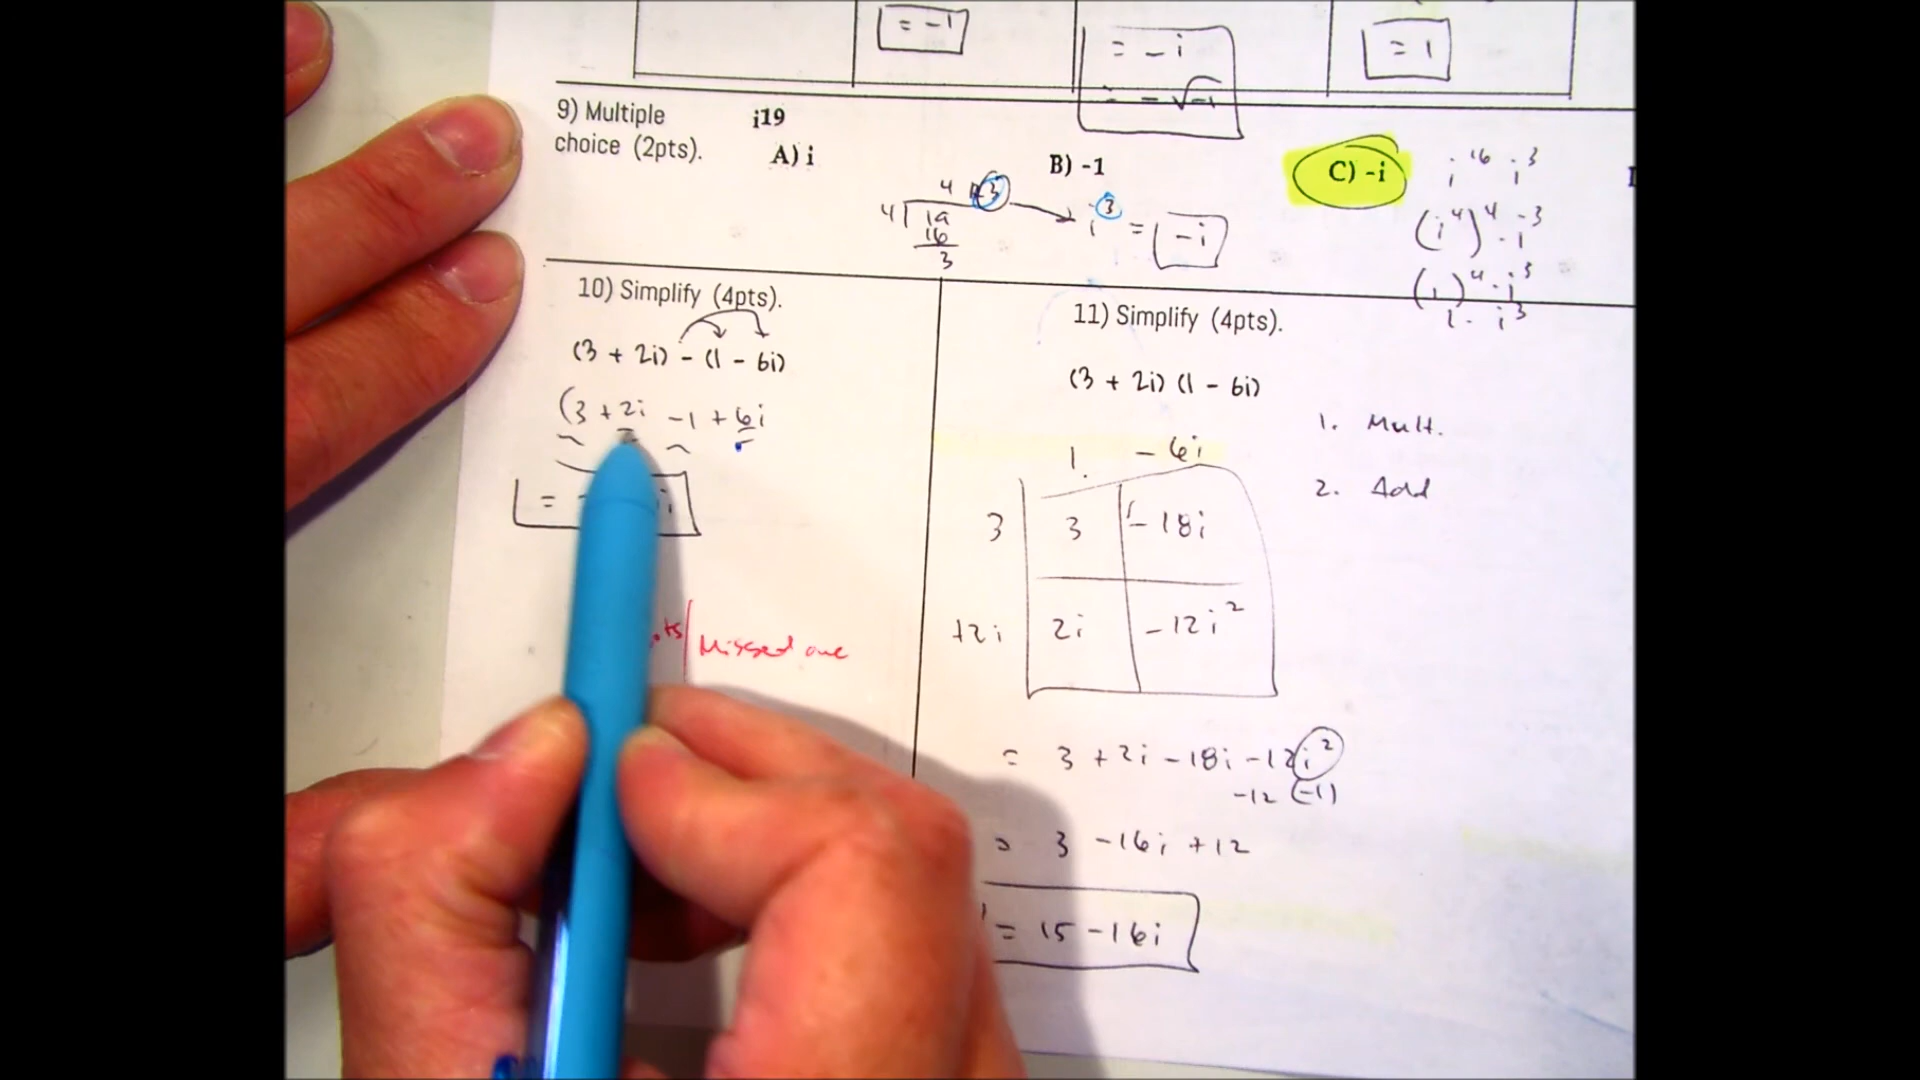 = -1
= -i
= 1
= -√-1
9) Multiple choice (2pts).
i19
A) i
B) -1
C) -i
i^16 i^3
4 R3
4 19
16
3
i^3 = -i
(i^4)^4 · i^3
(1)^4 · i^3
1 · i^3
10) Simplify (4pts).
(3 + 2i) - (1 - 6i)
(3 + 2i - 1 + 6i
=
i
Missed one
11) Simplify (4pts).
(3 + 2i) (1 - 6i)
1. Mult.
2. Add
1 - 6i
3 3 - 18i
+2i 2i -12i^2
= 3 + 2i - 18i - 12i^2
-12 (-1)
= 3 - 16i + 12
= 15 - 16i